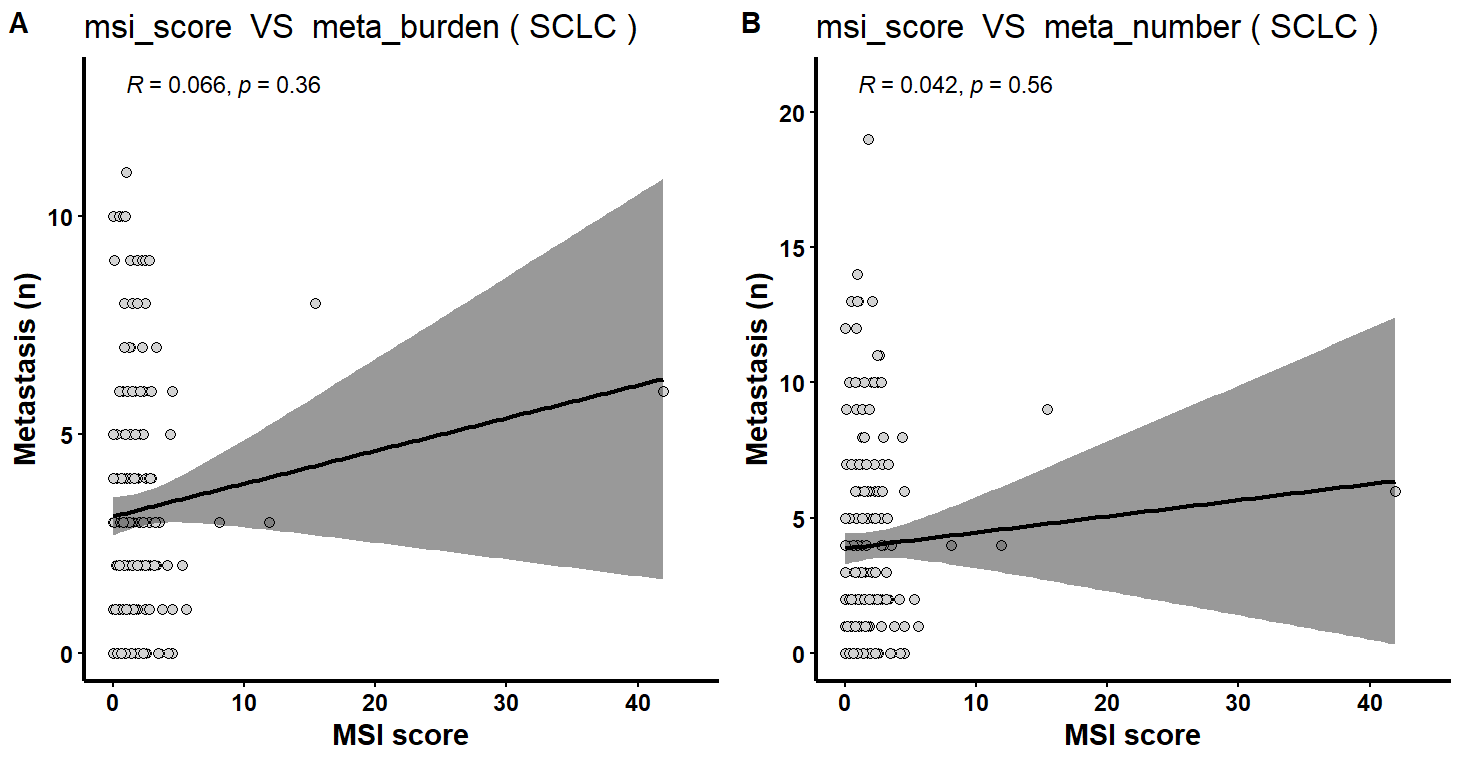 A
msi_score VS meta_burden ( SCLC )
R = 0.066, p = 0.36
Metastasis (n)
10
5
0
0 10 20 30 40
MSI score
B
msi_score VS meta_number ( SCLC )
R = 0.042, p = 0.56
Metastasis (n)
20
15
10
5
0
0 10 20 30 40
MSI score